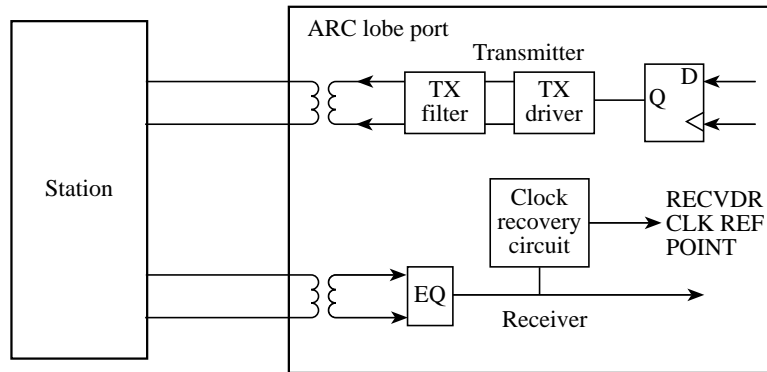 ARC lobe port
Transmitter
TX
filter
TX
driver
D
Q
Station
Clock
recovery
circuit
RECVDR
CLK REF
POINT
EQ
Receiver